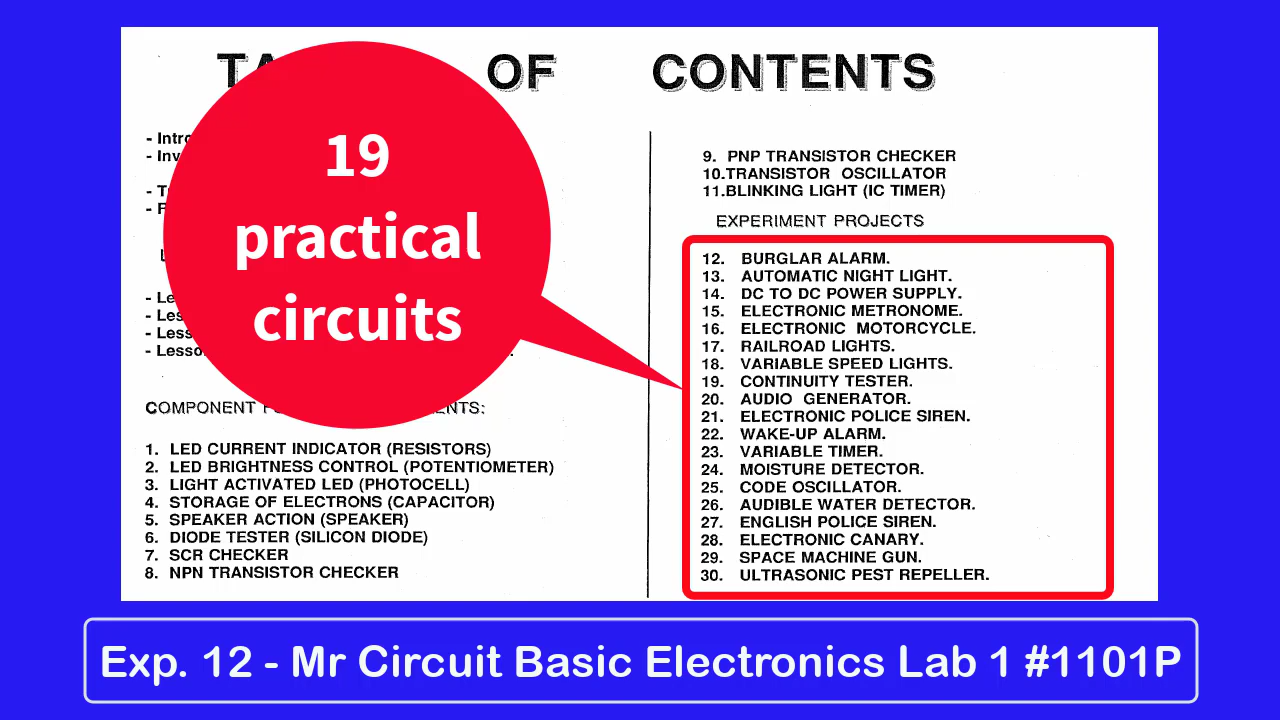 TA OF CONTENTS
19
practical
circuits
- Intro
- Inv
- T
- F
L
- Le
- Les
- Less
- Lesso
COMPONENT
1. LED CURRENT INDICATOR (RESISTORS)
2. LED BRIGHTNESS CONTROL (POTENTIOMETER)
3. LIGHT ACTIVATED LED (PHOTOCELL)
4. STORAGE OF ELECTRONS (CAPACITOR)
5. SPEAKER ACTION (SPEAKER)
6. DIODE TESTER (SILICON DIODE)
7. SCR CHECKER
8. NPN TRANSISTOR CHECKER
9. PNP TRANSISTOR CHECKER
10.TRANSISTOR OSCILLATOR
11.BLINKING LIGHT (IC TIMER)
EXPERIMENT PROJECTS
12. BURGLAR ALARM.
13. AUTOMATIC NIGHT LIGHT.
14. DC TO DC POWER SUPPLY.
15. ELECTRONIC METRONOME.
16. ELECTRONIC MOTORCYCLE.
17. RAILROAD LIGHTS.
18. VARIABLE SPEED LIGHTS.
19. CONTINUITY TESTER.
20. AUDIO GENERATOR.
21. ELECTRONIC POLICE SIREN.
22. WAKE-UP ALARM.
23. VARIABLE TIMER.
24. MOISTURE DETECTOR.
25. CODE OSCILLATOR.
26. AUDIBLE WATER DETECTOR.
27. ENGLISH POLICE SIREN.
28. ELECTRONIC CANARY.
29. SPACE MACHINE GUN.
30. ULTRASONIC PEST REPELLER.
Exp. 12 - Mr Circuit Basic Electronics Lab 1 #1101P